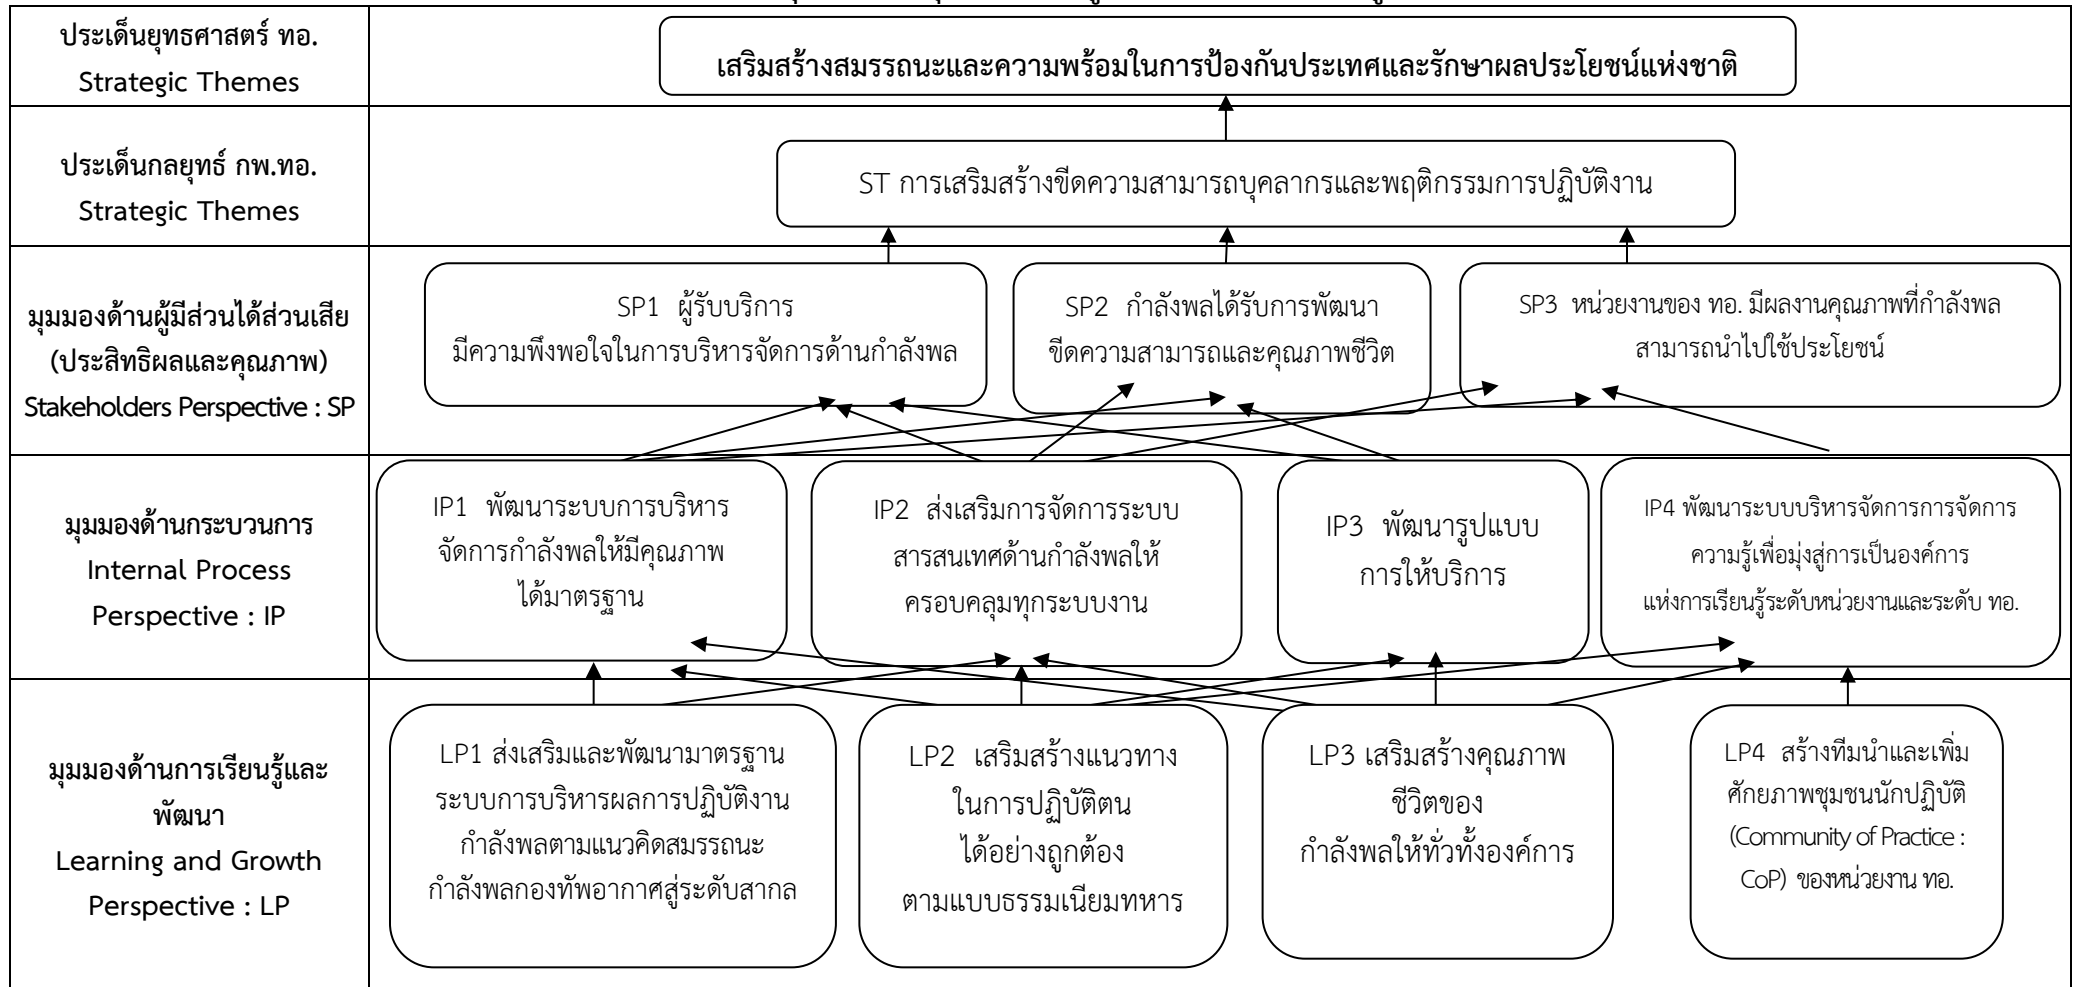 ประเด็นยุทธศาสตร์ ทอ.
Strategic Themes
เสริมสร้างสมรรถนะและความพร้อมในการป้องกันประเทศและรักษาผลประโยชน์แห่งชาติ
ประเด็นกลยุทธ์ กพ.ทอ.
Strategic Themes
ST การเสริมสร้างขีดความสามารถบุคลากรและพฤติกรรมการปฏิบัติงาน
มุมมองด้านผู้มีส่วนได้ส่วนเสีย
(ประสิทธิผลและคุณภาพ)
Stakeholders Perspective : SP
SP1 ผู้รับบริการ
มีความพึงพอใจในการบริหารจัดการด้านกำลังพล
SP2 กำลังพลได้รับการพัฒนา
ขีดความสามารถและคุณภาพชีวิต
SP3 หน่วยงานของ ทอ. มีผลงานคุณภาพที่กำลังพล
สามารถนำไปใช้ประโยชน์
มุมมองด้านกระบวนการ
Internal Process
Perspective : IP
IP1 พัฒนาระบบการบริหาร
จัดการกำลังพลให้มีคุณภาพ
ได้มาตรฐาน
IP2 ส่งเสริมการจัดการระบบ
สารสนเทศด้านกำลังพลให้
ครอบคลุมทุกระบบงาน
IP3 พัฒนารูปแบบ
การให้บริการ
IP4 พัฒนาระบบบริหารจัดการการจัดการ
ความรู้เพื่อมุ่งสู่การเป็นองค์การ
แห่งการเรียนรู้ระดับหน่วยงานและระดับ ทอ.
มุมมองด้านการเรียนรู้และ
พัฒนา
Learning and Growth
Perspective : LP
LP1 ส่งเสริมและพัฒนามาตรฐาน
ระบบการบริหารผลการปฏิบัติงาน
กำลังพลตามแนวคิดสมรรถนะ
กำลังพลกองทัพอากาศสู่ระดับสากล
LP2 เสริมสร้างแนวทาง
ในการปฏิบัติตน
ได้อย่างถูกต้อง
ตามแบบธรรมเนียมทหาร
LP3 เสริมสร้างคุณภาพ
ชีวิตของ
กำลังพลให้ทั่วทั้งองค์การ
LP4 สร้างทีมนำและเพิ่ม
ศักยภาพชุมชนนักปฏิบัติ
(Community of Practice :
CoP) ของหน่วยงาน ทอ.